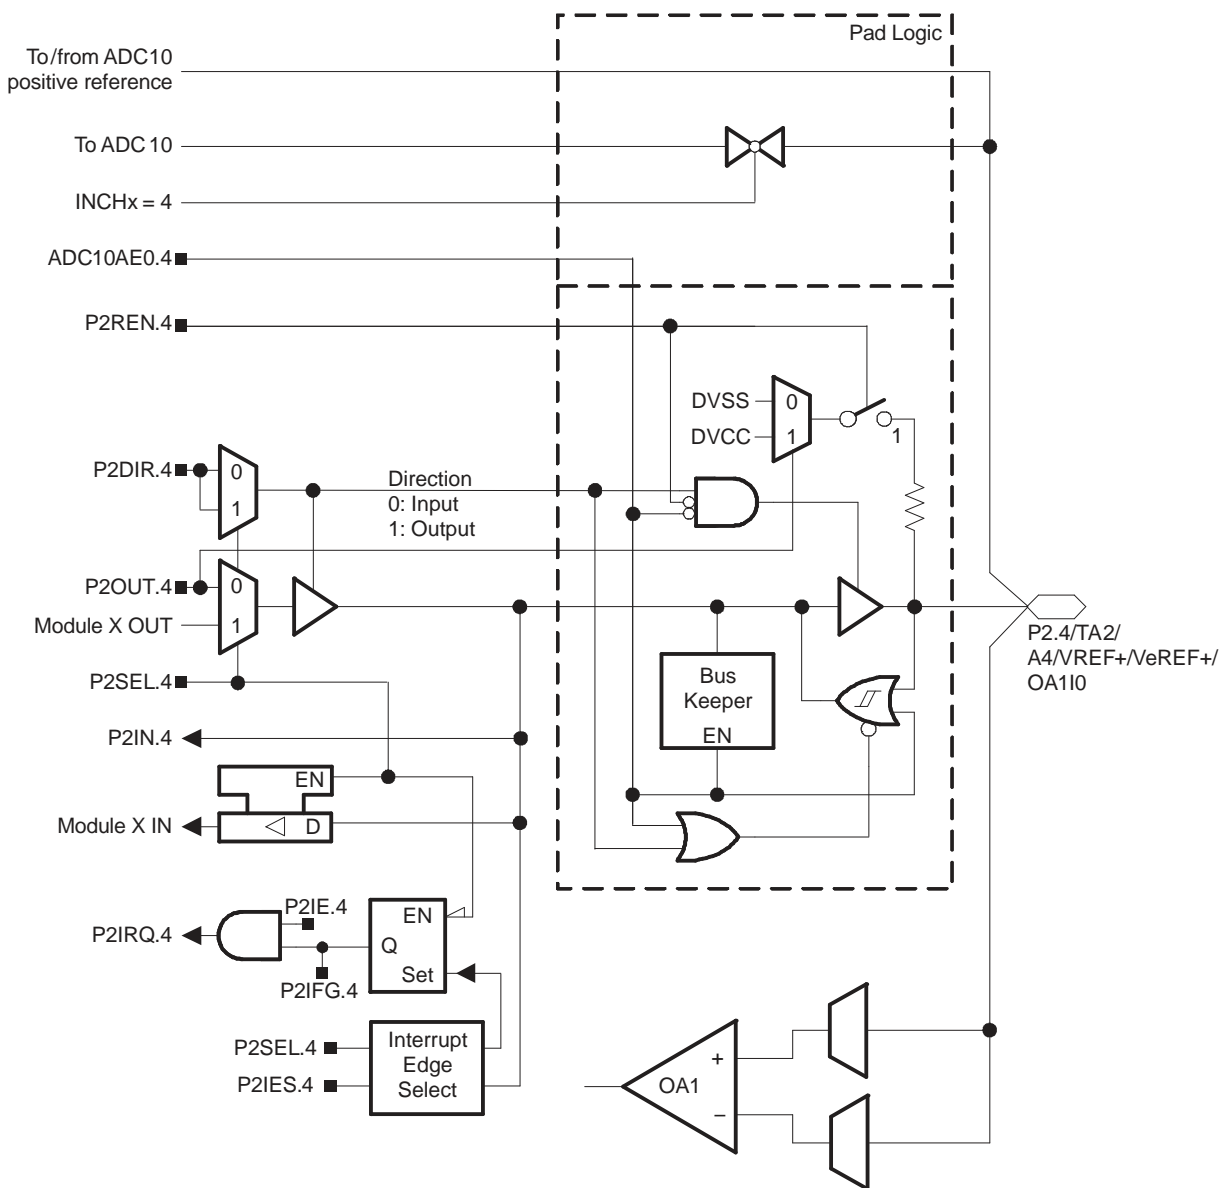 Pad Logic
To/from ADC10
positive reference
To ADC 10
INCHx = 4
ADC10AE0.4
P2REN.4
DVSS
0
DVCC
1
1
P2DIR.4
0
1
Direction
0: Input
1: Output
P2OUT.4
0
Module X OUT
1
P2SEL.4
P2.4/TA2/
A4/VREF+/VeREF+/
OA1I0
Bus
Keeper
EN
P2IN.4
EN
Module X IN
D
P2IE.4
P2IRQ.4
EN
Q
Set
P2IFG.4
P2SEL.4
P2IES.4
Interrupt
Edge
Select
OA1
+
−